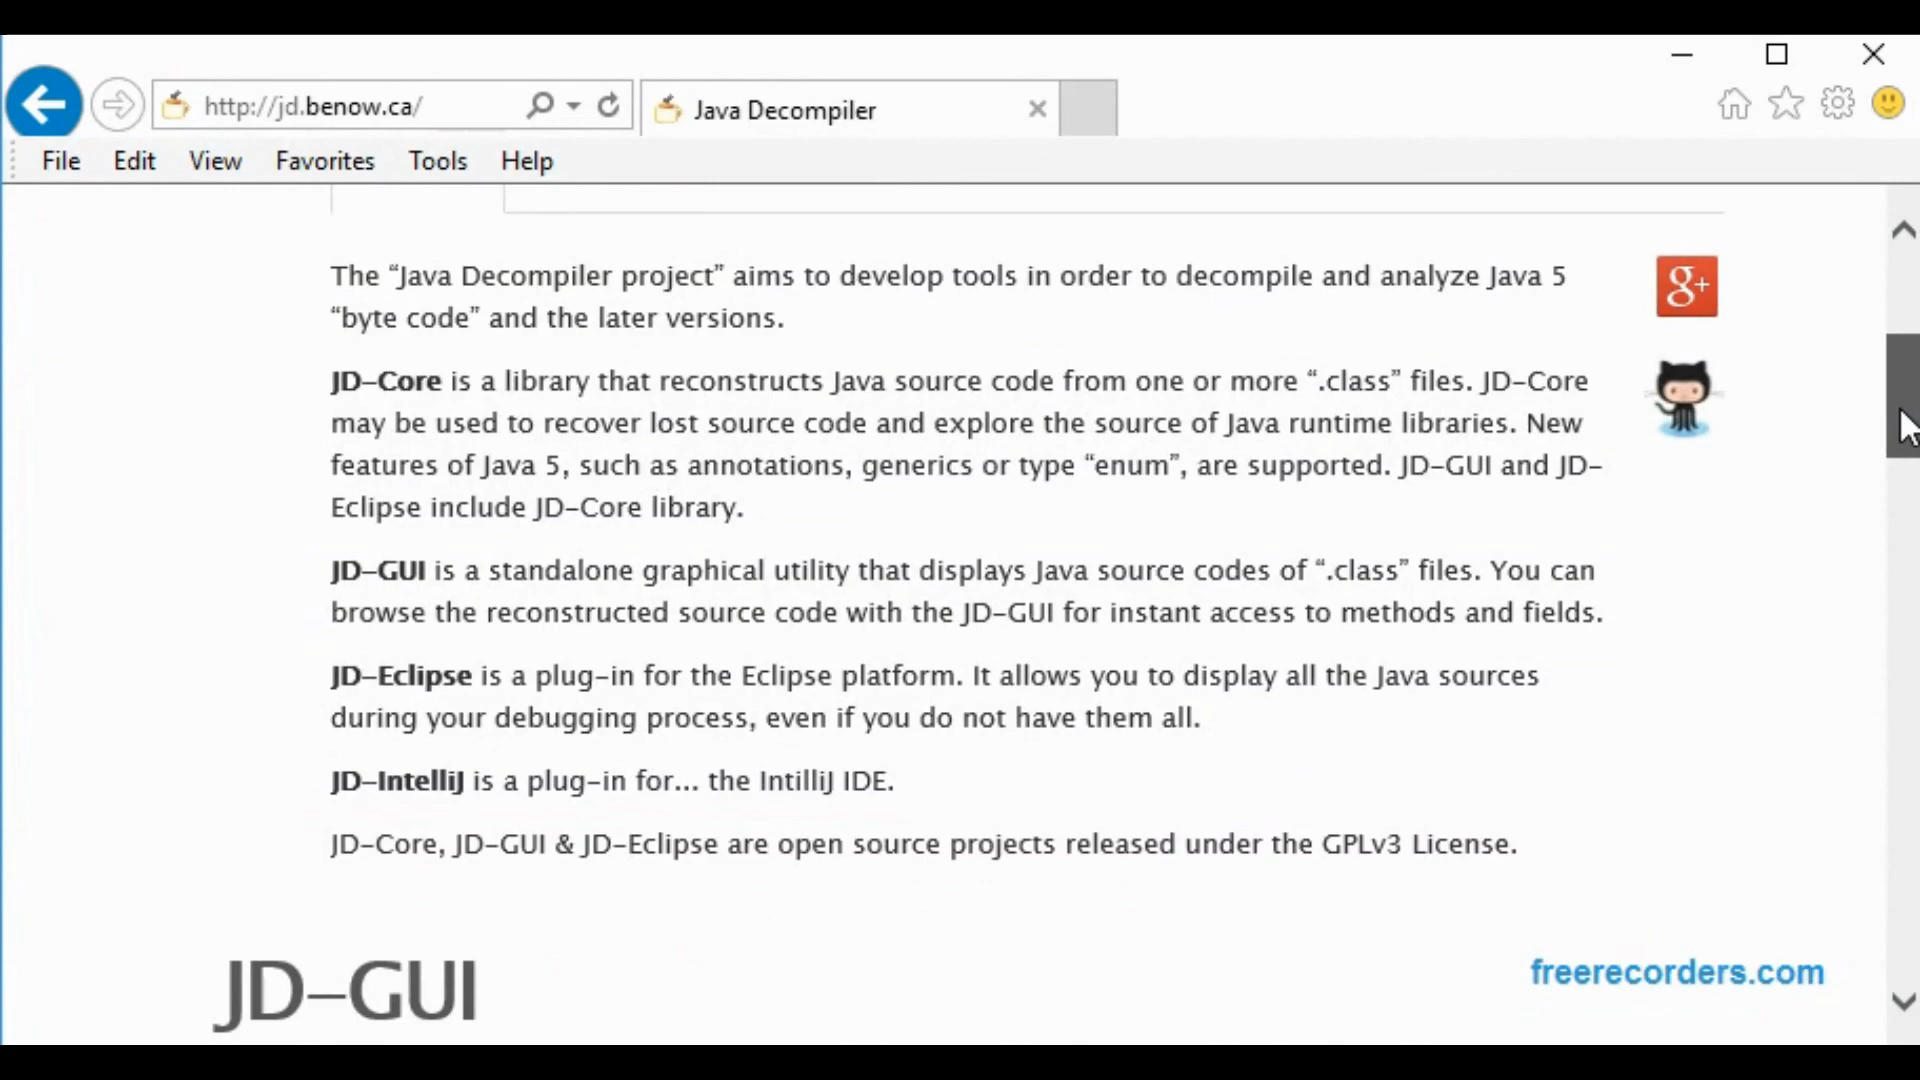 http://jd.benow.ca/
Java Decompiler
File Edit View Favorites Tools Help
The “Java Decompiler project” aims to develop tools in order to decompile and analyze Java 5
“byte code” and the later versions.
g+
JD-Core is a library that reconstructs Java source code from one or more “.class” files. JD-Core
may be used to recover lost source code and explore the source of Java runtime libraries. New
features of Java 5, such as annotations, generics or type “enum”, are supported. JD-GUI and JD-
Eclipse include JD-Core library.
JD-GUI is a standalone graphical utility that displays Java source codes of “.class” files. You can
browse the reconstructed source code with the JD-GUI for instant access to methods and fields.
JD-Eclipse is a plug-in for the Eclipse platform. It allows you to display all the Java sources
during your debugging process, even if you do not have them all.
JD-IntelliJ is a plug-in for... the IntilliJ IDE.
JD-Core, JD-GUI & JD-Eclipse are open source projects released under the GPLv3 License.
JD-GUI
freerecorders.com